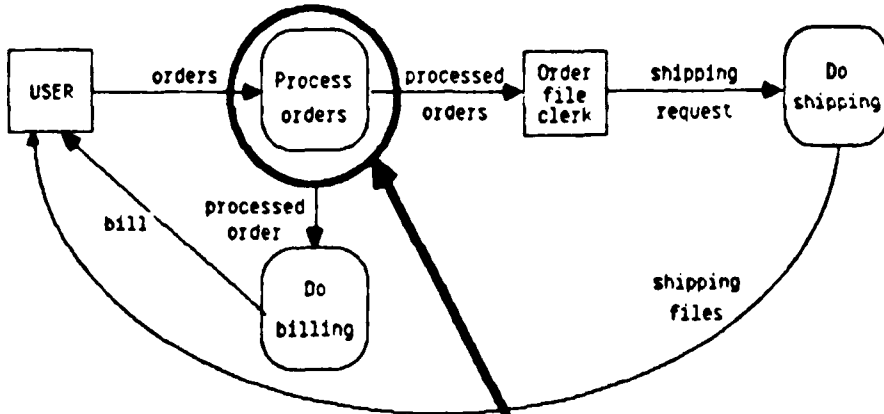 USER
orders
Process
orders
processed
orders
Order
file
clerk
shipping
request
Do
shipping
bill
processed
order
Do
billing
shipping
files